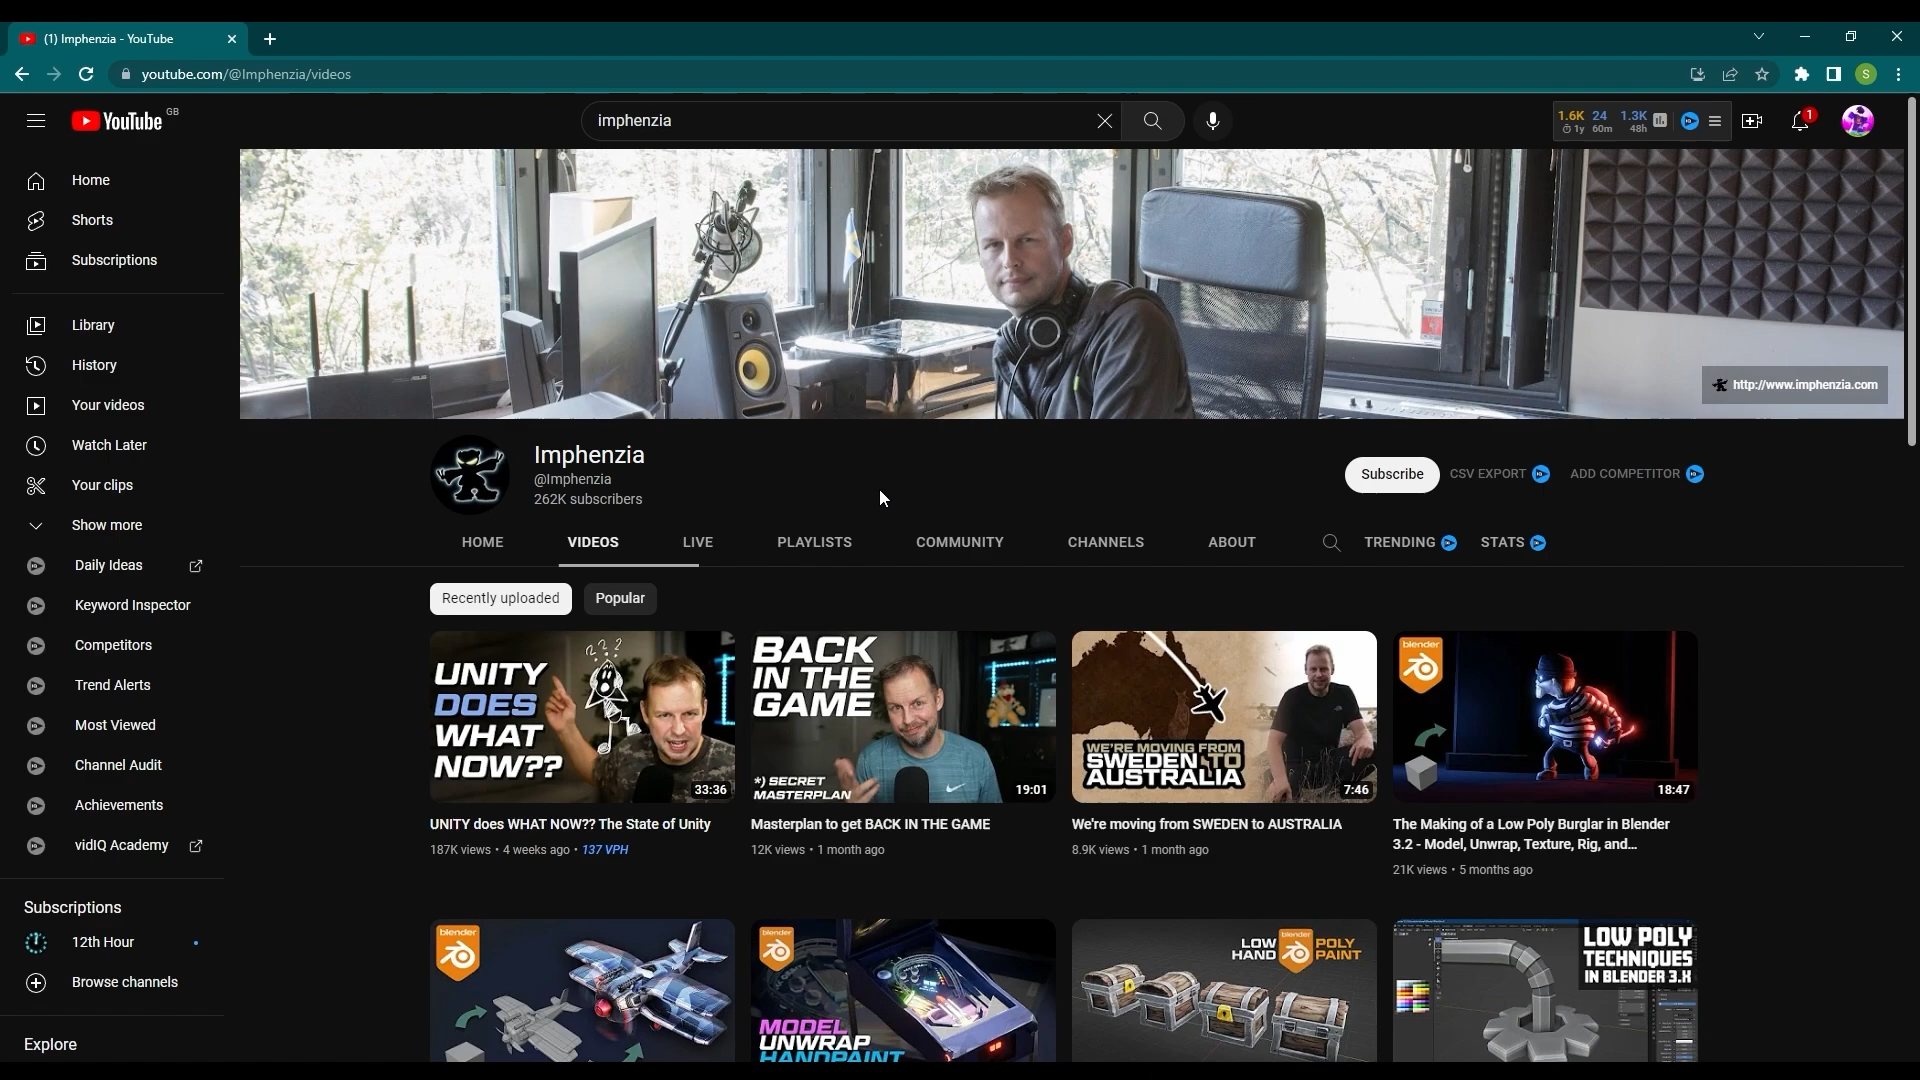 (1) Imphenzia - YouTube
youtube.com/@Imphenzia/videos
YouTube GB
imphenzia
1.6K 24 1.3K
1y 60m 48h
1
S
Home
Shorts
Subscriptions
Library
History
Your videos
Watch Later
Your clips
Show more
Daily Ideas
Keyword Inspector
Competitors
Trend Alerts
Most Viewed
Channel Audit
Achievements
vidIQ Academy
Subscriptions
12th Hour
Browse channels
Explore
http://www.imphenzia.com
Imphenzia
@Imphenzia
262K subscribers
Subscribe
CSV EXPORT
ADD COMPETITOR
HOME VIDEOS LIVE PLAYLISTS COMMUNITY CHANNELS ABOUT TRENDING STATS
Recently uploaded
Popular
UNITY
DOES
WHAT
NOW??
???
33:36
UNITY does WHAT NOW?? The State of Unity
187K views • 4 weeks ago • 137 VPH
BACK
IN THE
GAME
*) SECRET
MASTERPLAN
19:01
Masterplan to get BACK IN THE GAME
12K views • 1 month ago
WE'RE MOVING FROM
SWEDEN TO
AUSTRALIA
7:46
We're moving from SWEDEN to AUSTRALIA
8.9K views • 1 month ago
blender
18:47
The Making of a Low Poly Burglar in Blender
3.2 - Model, Unwrap, Texture, Rig, and...
21K views • 5 months ago
blender
blender
MODEL
UNWRAP
HANDPAINT
LOW POLY
HAND PAINT
blender
LOW POLY
TECHNIQUES
IN BLENDER 3.X